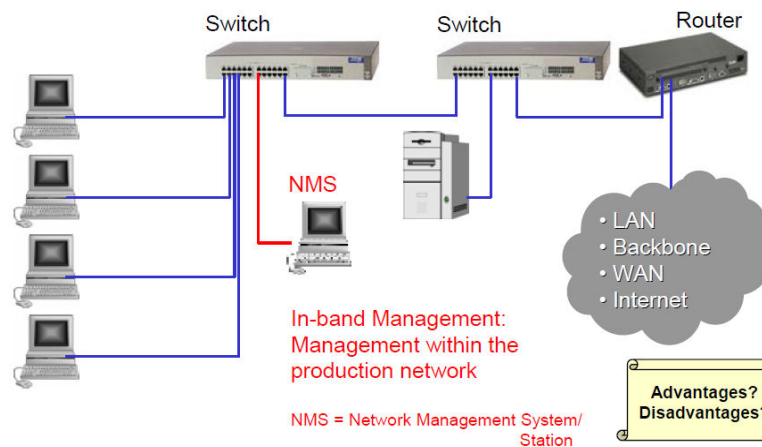 Switch
Switch
Router
NMS
• LAN
• Backbone
• WAN
• Internet
In-band Management:
Management within the
production network
NMS = Network Management System/
Station
Advantages?
Disadvantages?